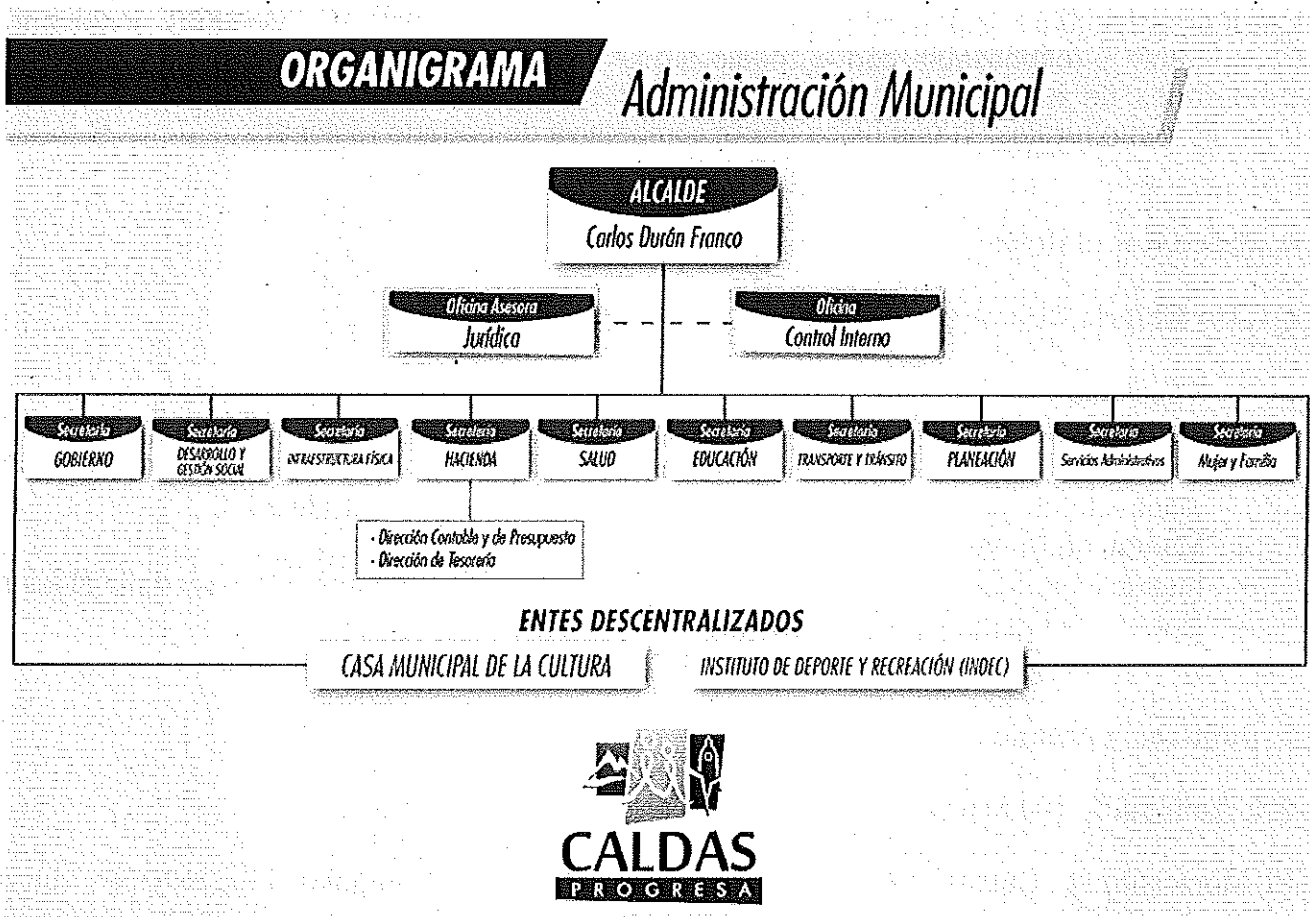 ORGANIGRAMA
Administración Municipal
ALCALDE
Carlos Durán Franco
Oficina Asesora
Jurídica
Oficina
Control Interno
Secretaría
GOBIERNO
Secretaría
DESARROLLO Y
GESTIÓN SOCIAL
Secretaría
INFRAESTRUCTURA FÍSICA
Secretaría
HACIENDA
Secretaría
SALUD
Secretaría
EDUCACIÓN
Secretaría
TRANSPORTE Y TRÁNSITO
Secretaría
PLANEACIÓN
Secretaría
Servicios Administrativos
Secretaría
Mujer y Familia
- Dirección Contable y de Presupuesto
- Dirección de Tesorería
ENTES DESCENTRALIZADOS
CASA MUNICIPAL DE LA CULTURA
INSTITUTO DE DEPORTE Y RECREACIÓN (INDEC)
CALDAS
PROGRESA